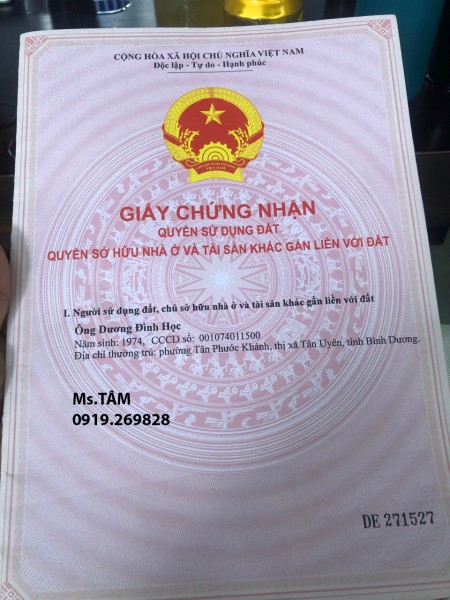 CỘNG HÒA XÃ HỘI CHỦ NGHĨA VIỆT NAM
Độc lập - Tự do - Hạnh phúc
VIỆT NAM
GIẤY CHỨNG NHẬN
QUYỀN SỬ DỤNG ĐẤT
QUYỀN SỞ HỮU NHÀ Ở VÀ TÀI SẢN KHÁC GẮN LIỀN VỚI ĐẤT
I. Người sử dụng đất, chủ sở hữu nhà ở và tài sản khác gắn liền với đất
Ông Dương Đình Học
Năm sinh: 1974, CCCD số: 001074011500
Địa chỉ thường trú: phường Tân Phước Khánh, thị xã Tân Uyên, tỉnh Bình Dương.
Ms.TÂM
0919.269828
DE 271527